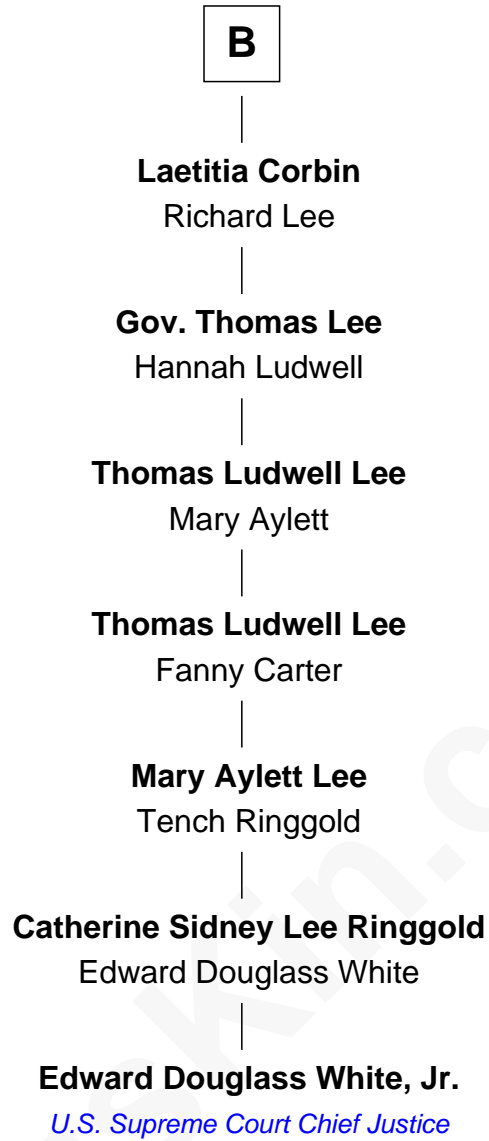 B
Laetitia Corbin
Richard Lee
Gov. Thomas Lee
Hannah Ludwell
Thomas Ludwell Lee
Mary Aylett
Thomas Ludwell Lee
Fanny Carter
Mary Aylett Lee
Tench Ringgold
Catherine Sidney Lee Ringgold
Edward Douglass White
Edward Douglass White, Jr.
U.S. Supreme Court Chief Justice